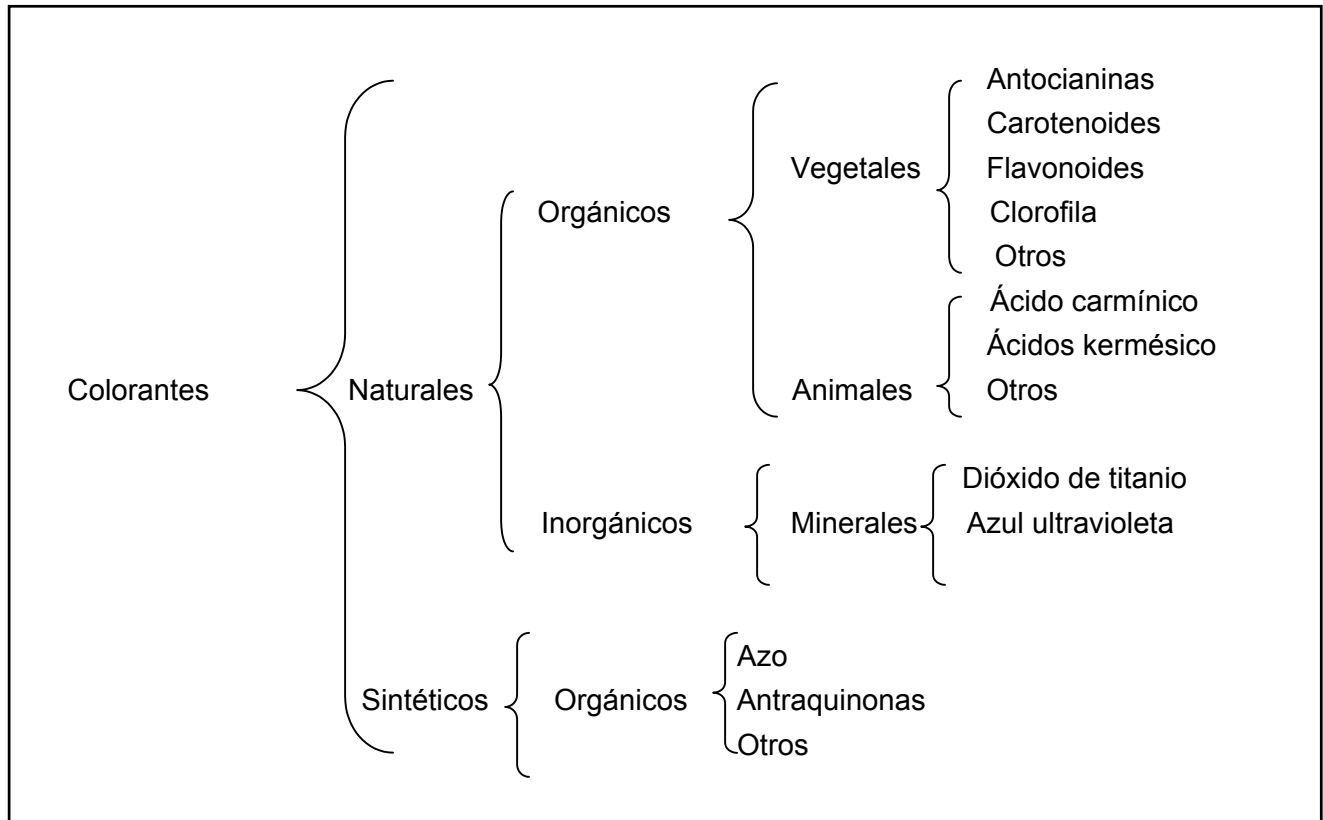 Colorantes
Naturales
Orgánicos
Vegetales
Antocianinas
Carotenoides
Flavonoides
Clorofila
Otros
Animales
Ácido carmínico
Ácidos kermésico
Otros
Inorgánicos
Minerales
Dióxido de titanio
Azul ultravioleta
Sintéticos
Orgánicos
Azo
Antraquinonas
Otros